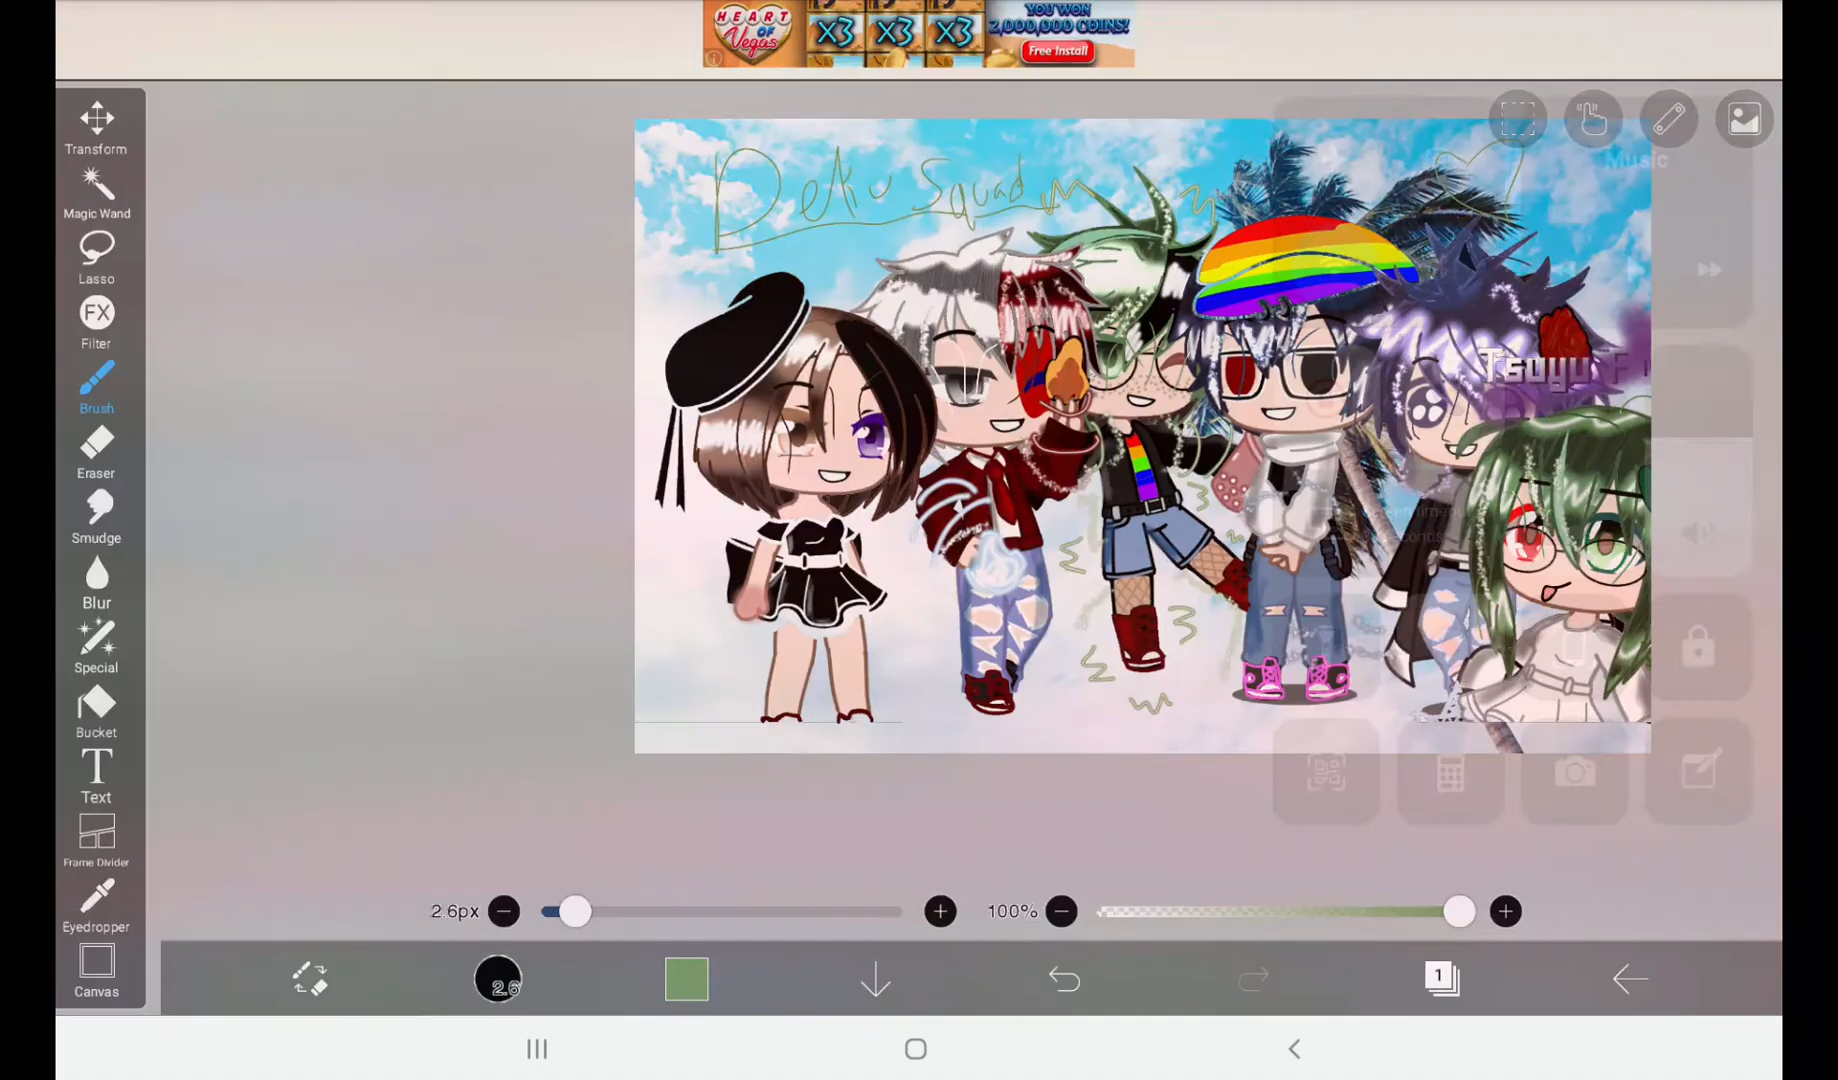 HEART
OF
Vegas
X3 X3 X3
YOU WON
2,000,000 COINS!
Free Install
Transform
Magic Wand
Lasso
FX
Filter
Brush
Eraser
Smudge
Blur
Special
Bucket
T
Text
Frame Divider
Eyedropper
Canvas
Music
Deku Squad
Tsuyu F
2.6px
100%
2.6
1